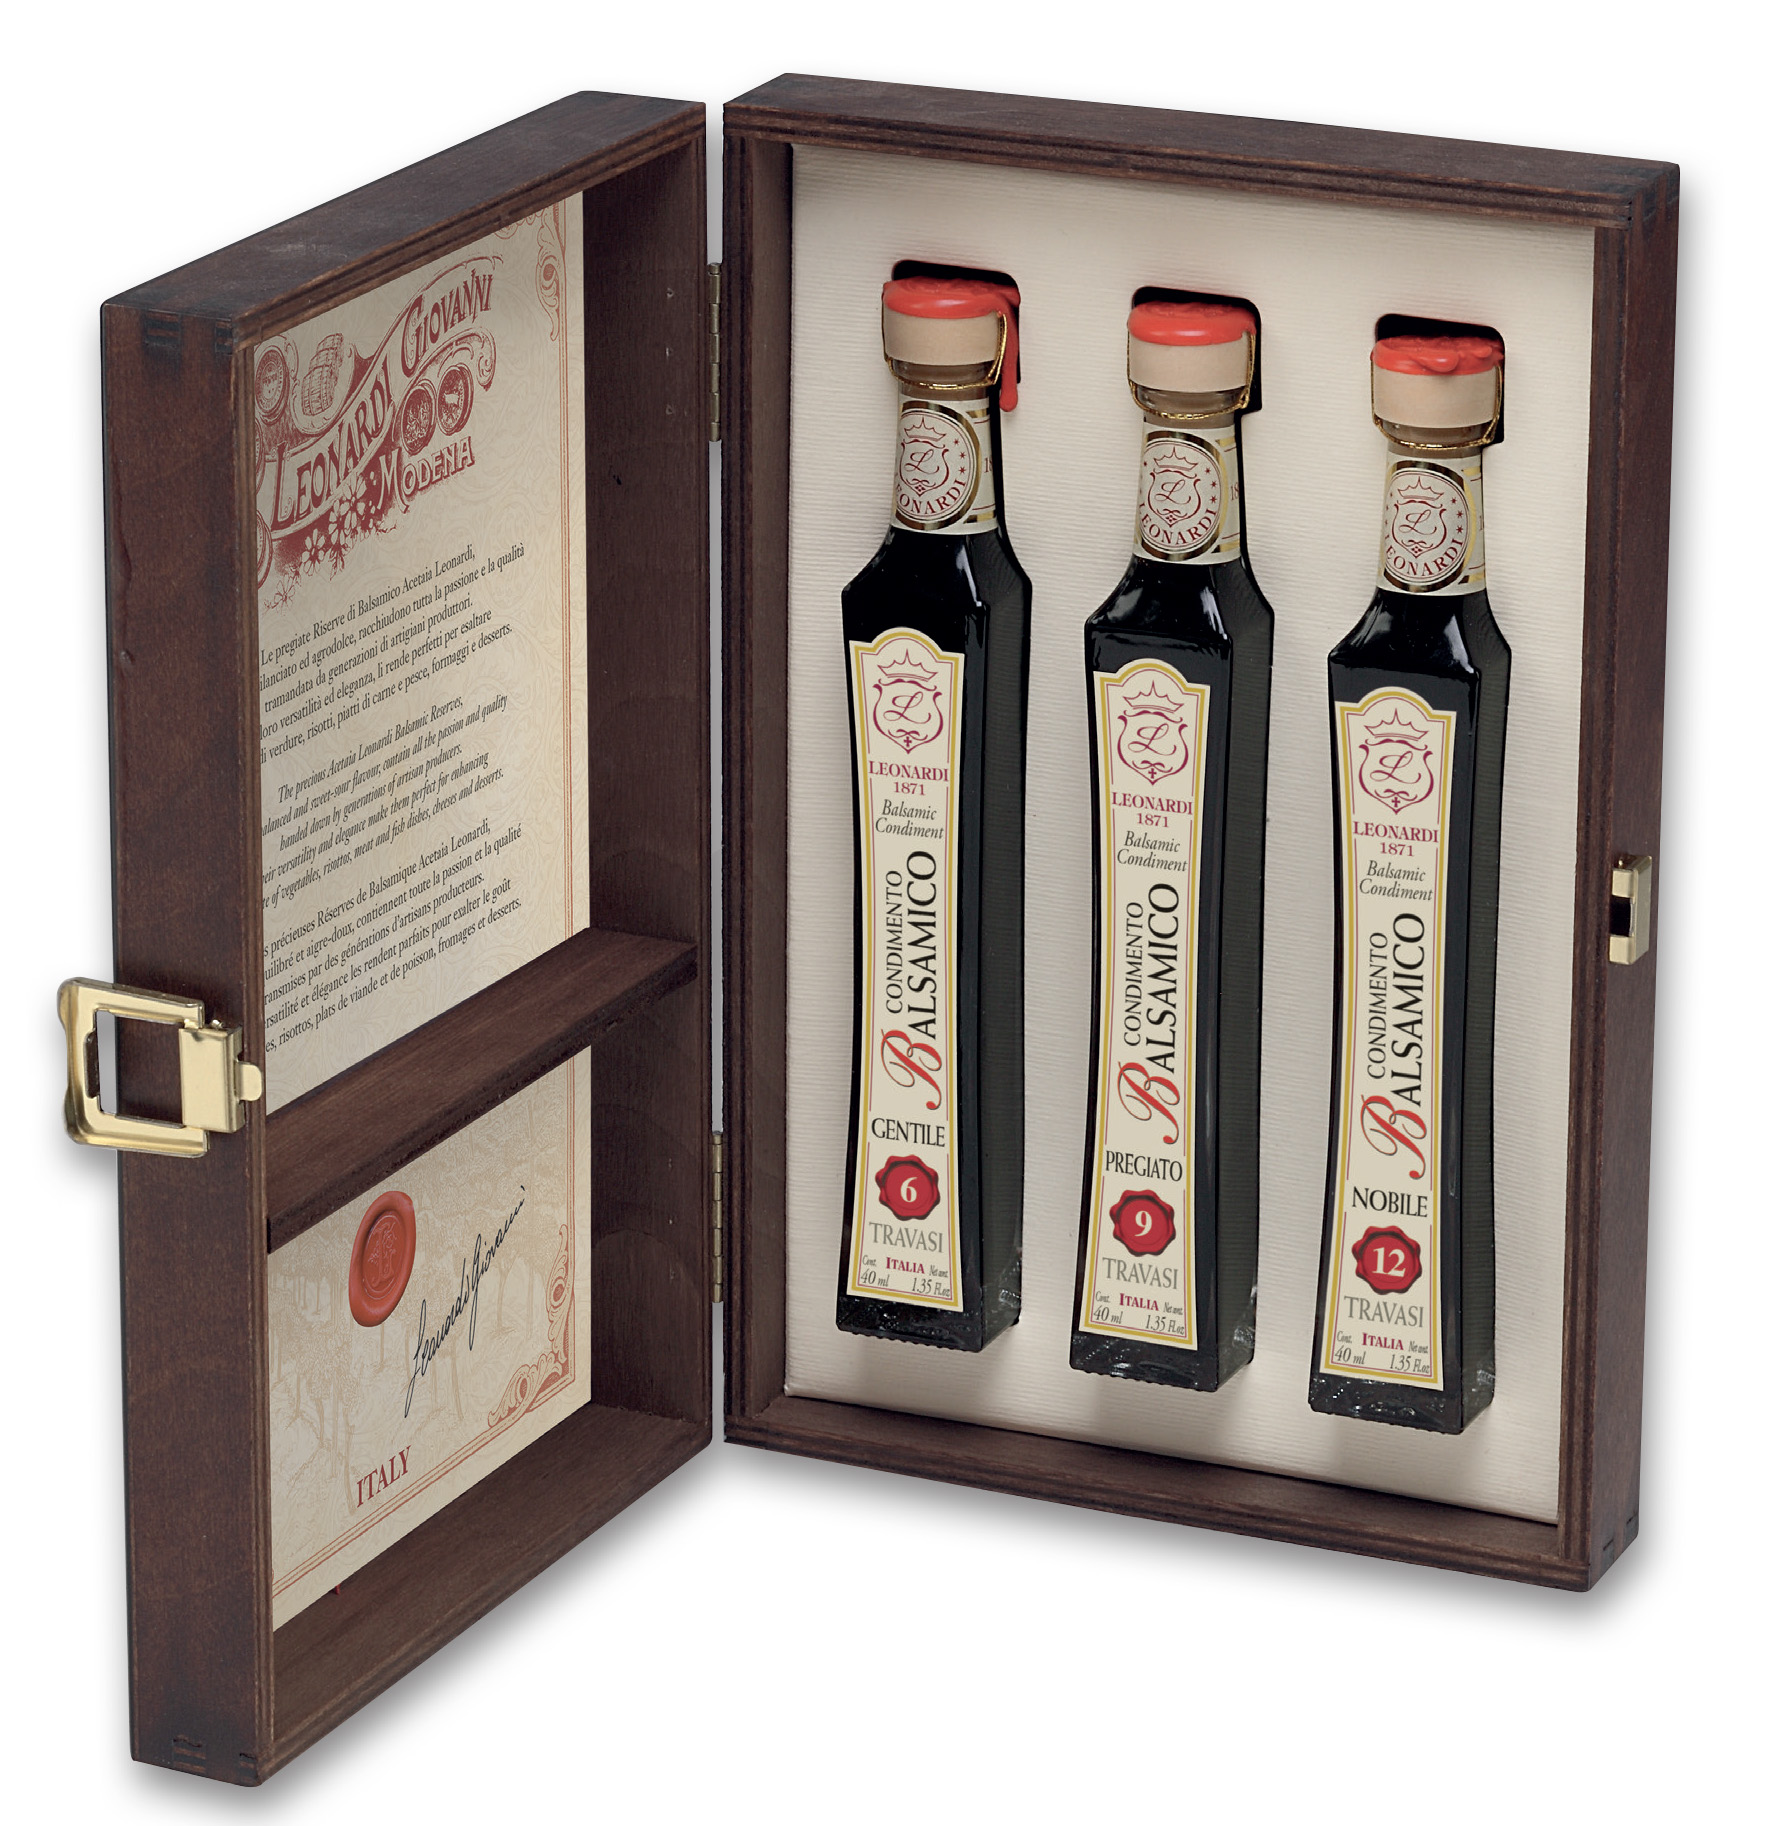 LEONARDI GIOVANNI
MODENA
Le pregiate Riserve di Balsamico Acetaia Leonardi,
ed agrodolce, racchiudono tutta la passione e la qualità
tramandata da generazioni di artigiani produttori.
loro versatilità ed eleganza, li rende perfetti per esaltare
verdure, risotti, piatti di carne e pesce, formaggi e desserts.
The precious Acetaia Leonardi Balsamic Reserves,
and sweet-sour flavour, contain all the passion and quality
handed down by generations of artisan producers.
versatility and elegance make them perfect for enhancing
of vegetables, risottos, meat and fish dishes, cheeses and desserts.
précieuses Réserves de Balsamique Acetaia Leonardi,
et aigre-doux, contiennent toute la passion et la qualité
par des générations d'artisans producteurs.
et élégance les rendent parfaits pour exalter le goût
risottos, plats de viande et de poisson, fromages et desserts.
Leonardi Giovanni
ITALY
L
LEONARDI
L
LEONARDI
1871
Balsamic
Condiment
CONDIMENTO
BALSAMICO
GENTILE
6
TRAVASI
Cont. ITALIA Net cont.
40 ml 1.35 Fl.oz
L
LEONARDI
L
LEONARDI
1871
Balsamic
Condiment
CONDIMENTO
BALSAMICO
PREGIATO
9
TRAVASI
Cont. ITALIA Net cont.
40 ml 1.35 Fl.oz
L
LEONARDI
L
LEONARDI
1871
Balsamic
Condiment
CONDIMENTO
BALSAMICO
NOBILE
12
TRAVASI
Cont. ITALIA Net cont.
40 ml 1.35 Fl.oz